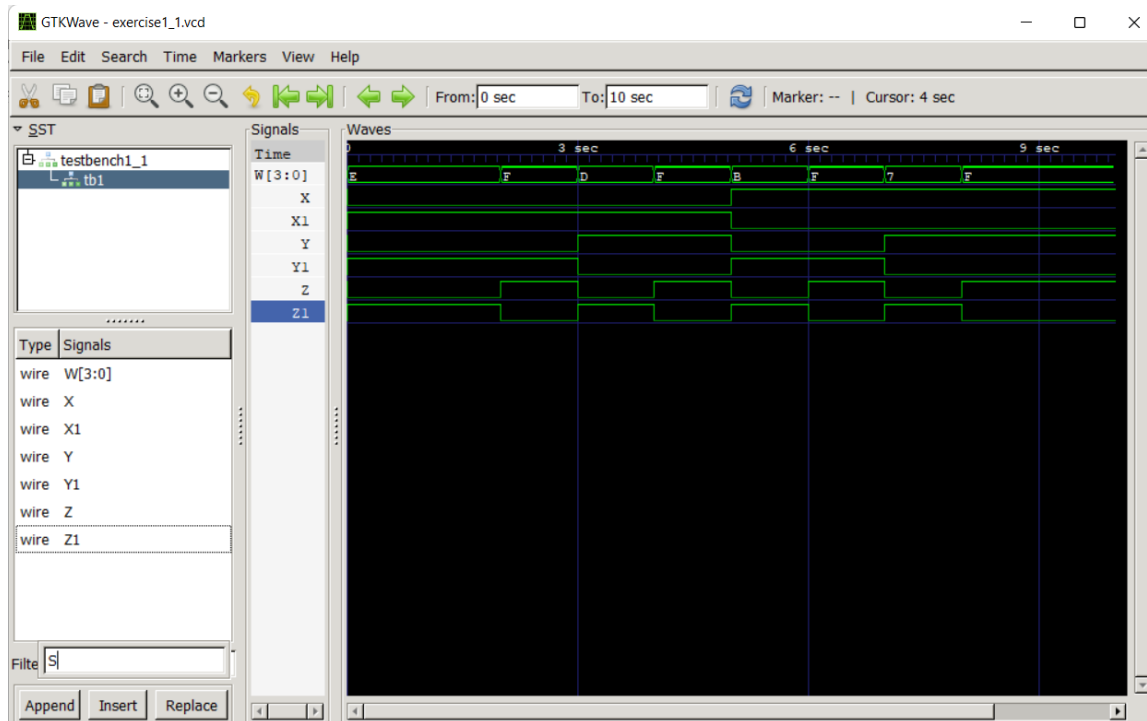 GTKWave - exercise1_1.vcd
File Edit Search Time Markers View Help
From: 0 sec To: 10 sec Marker: -- | Cursor: 4 sec
SST
testbench1_1
tb1
Type Signals
wire W[3:0]
wire X
wire X1
wire Y
wire Y1
wire Z
wire Z1
Filte S
Append Insert Replace
Signals
Time
W[3:0]
X
X1
Y
Y1
Z
Z1
Waves
0 3 sec 6 sec 9 sec
E F D F B F 7 F